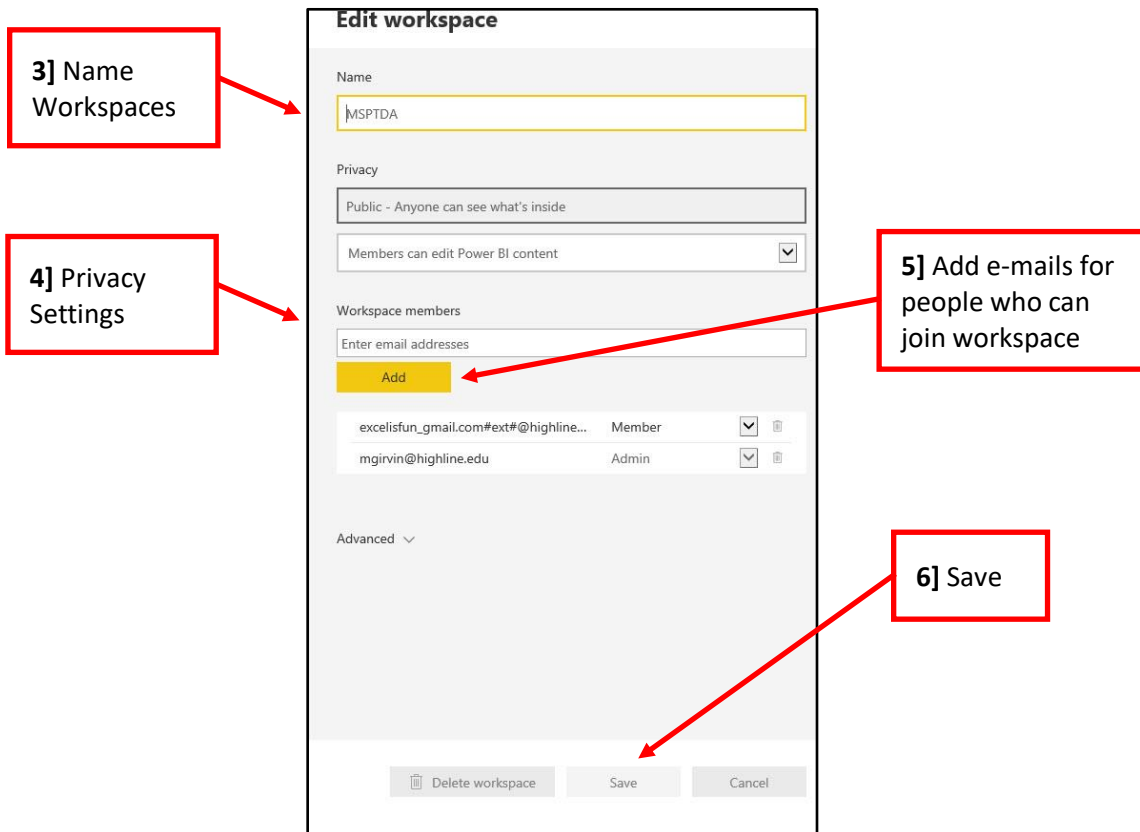 Edit workspace
3] Name
Workspaces
Name
MSPTDA
Privacy
Public - Anyone can see what's inside
Members can edit Power BI content
4] Privacy
Settings
5] Add e-mails for
people who can
join workspace
Workspace members
Enter email addresses
Add
excelisfun_gmail.com#ext#@highline... Member
mgirvin@highline.edu Admin
Advanced
6] Save
Delete workspace Save Cancel